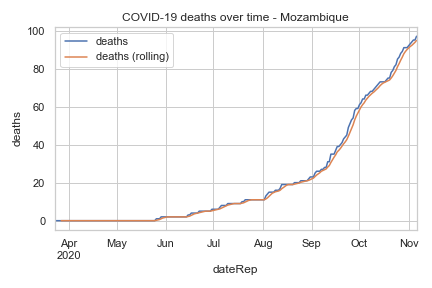 COVID-19 deaths over time - Mozambique
deaths
deaths (rolling)
100
80
60
40
20
0
deaths
Apr May Jun Jul Aug Sep Oct Nov
2020
dateRep